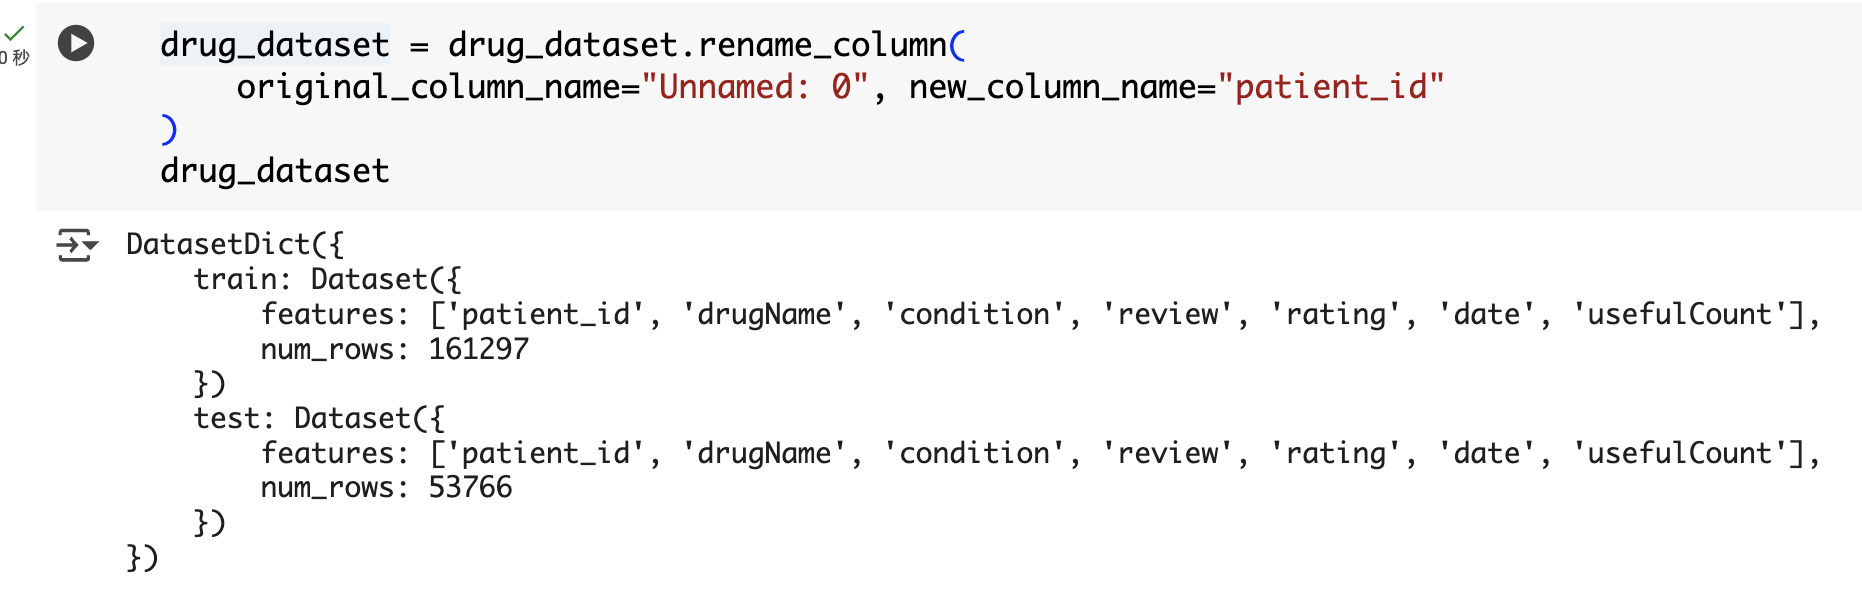 drug_dataset = drug_dataset.rename_column(
0 秒
    original_column_name="Unnamed: 0", new_column_name="patient_id"
)
drug_dataset
DatasetDict({
    train: Dataset({
        features: ['patient_id', 'drugName', 'condition', 'review', 'rating', 'date', 'usefulCount'],
        num_rows: 161297
    })
    test: Dataset({
        features: ['patient_id', 'drugName', 'condition', 'review', 'rating', 'date', 'usefulCount'],
        num_rows: 53766
    })
})